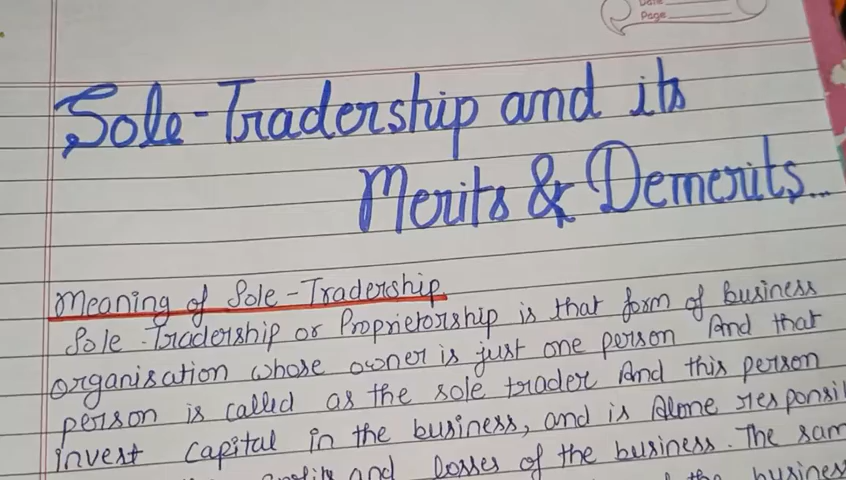 Date
Page
Sole-Tradership and its
Merits & Demerits...
Meaning of Sole-Tradership
Sole-Tradership or Proprietorship is that form of business
organisation whose owner is just one person And that
person is called as the sole trader And this person
invest capital in the business, and is Alone
and losses of the business. The
business